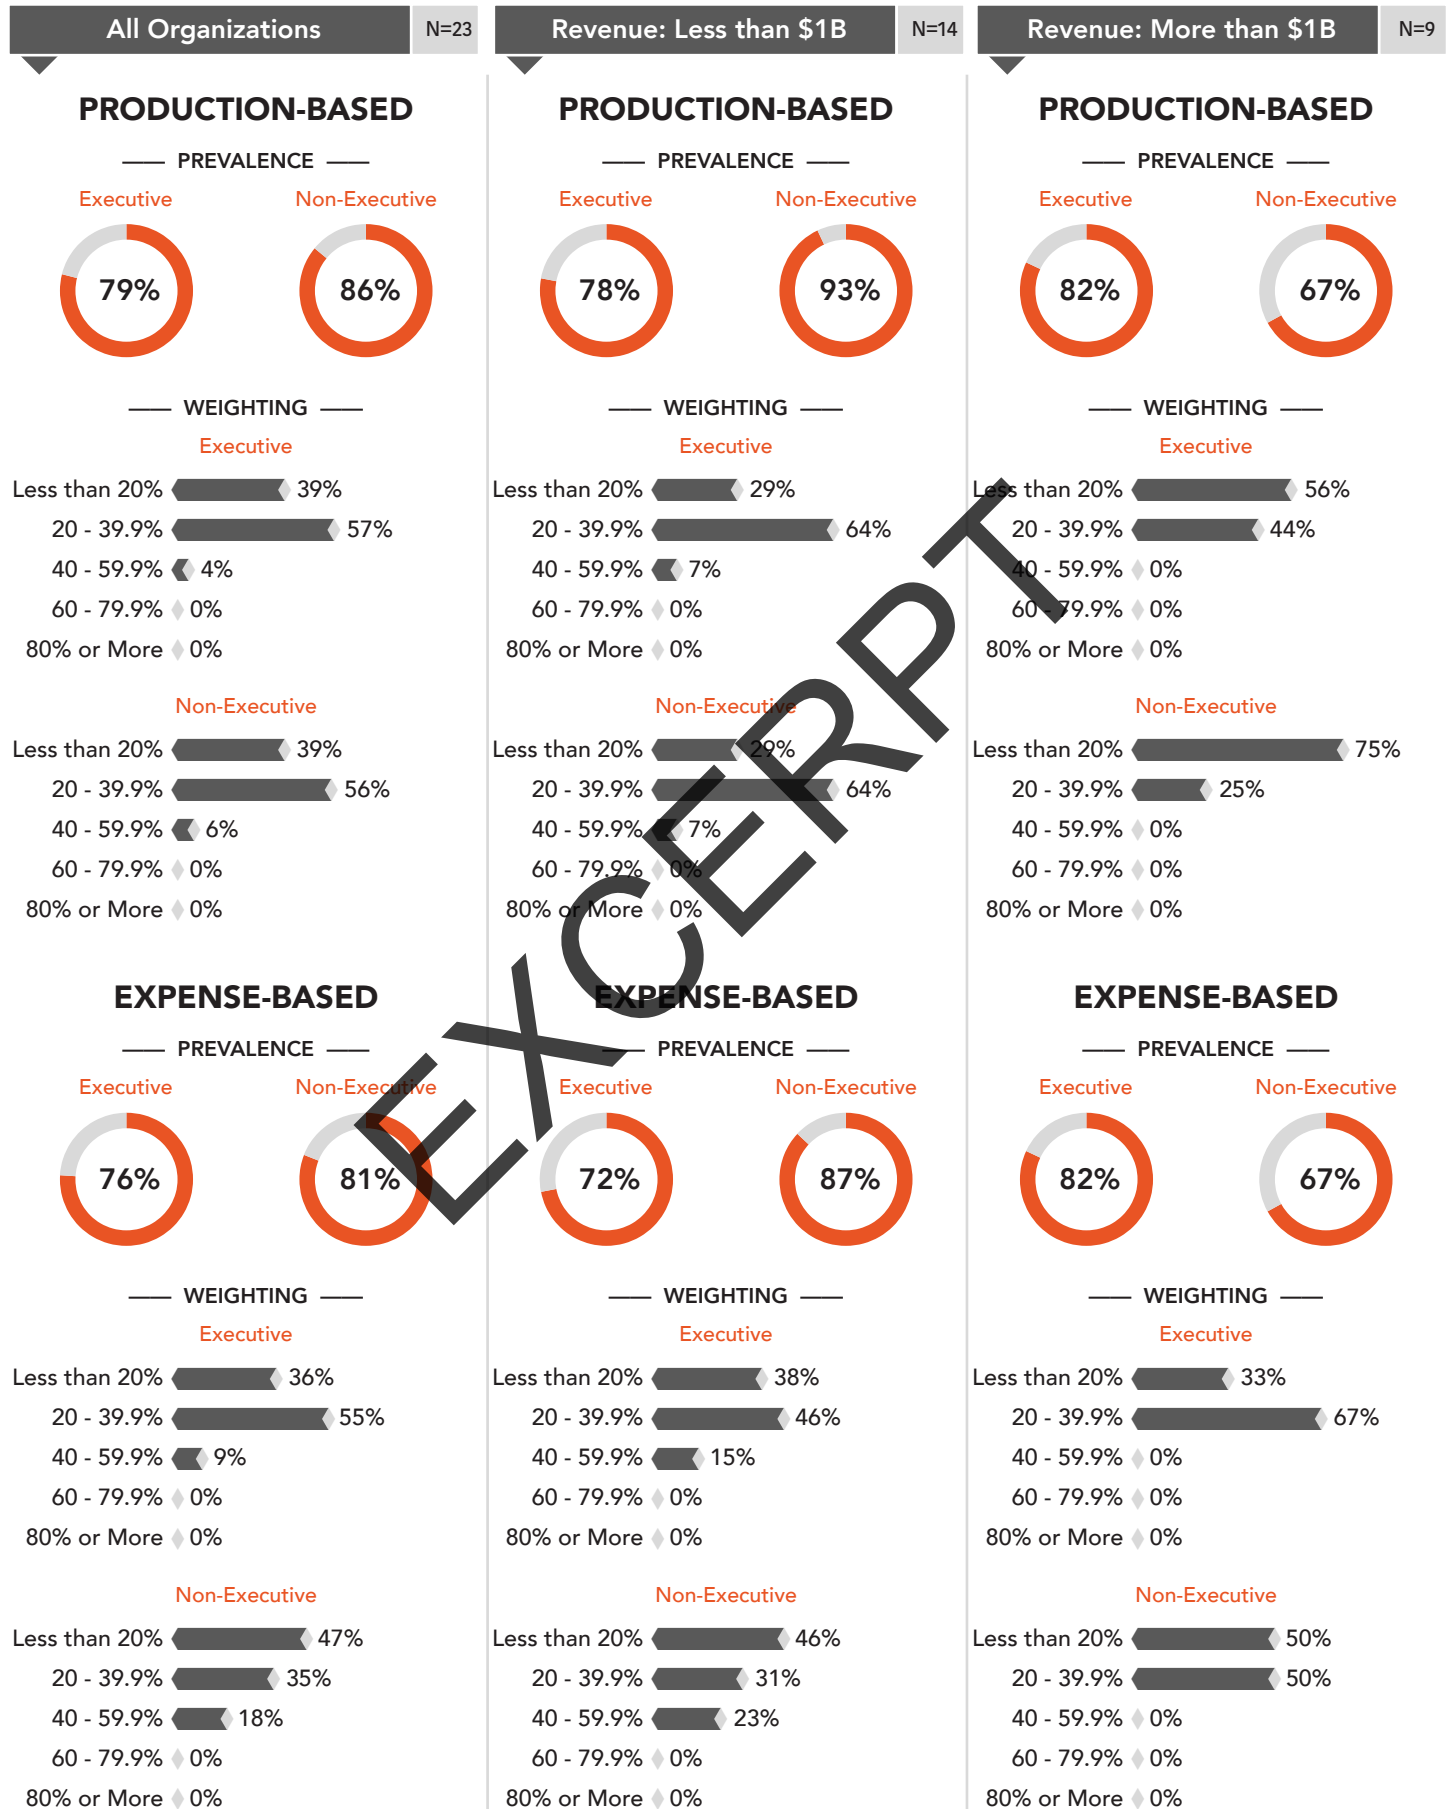 All Organizations N=23
PRODUCTION-BASED
PREVALENCE
Executive Non-Executive
79% 86%
WEIGHTING
Executive
Less than 20% 39%
20 - 39.9% 57%
40 - 59.9% 4%
60 - 79.9% 0%
80% or More 0%
Non-Executive
Less than 20% 39%
20 - 39.9% 56%
40 - 59.9% 6%
60 - 79.9% 0%
80% or More 0%
EXPENSE-BASED
PREVALENCE
Executive Non-Executive
76% 81%
WEIGHTING
Executive
Less than 20% 36%
20 - 39.9% 55%
40 - 59.9% 9%
60 - 79.9% 0%
80% or More 0%
Non-Executive
Less than 20% 47%
20 - 39.9% 35%
40 - 59.9% 18%
60 - 79.9% 0%
80% or More 0%
Revenue: Less than $1B N=14
PRODUCTION-BASED
PREVALENCE
Executive Non-Executive
78% 93%
WEIGHTING
Executive
Less than 20% 29%
20 - 39.9% 64%
40 - 59.9% 7%
60 - 79.9% 0%
80% or More 0%
Non-Executive
Less than 20% 29%
20 - 39.9% 64%
40 - 59.9% 7%
60 - 79.9% 0%
80% or More 0%
EXPENSE-BASED
PREVALENCE
Executive Non-Executive
72% 87%
WEIGHTING
Executive
Less than 20% 38%
20 - 39.9% 46%
40 - 59.9% 15%
60 - 79.9% 0%
80% or More 0%
Non-Executive
Less than 20% 46%
20 - 39.9% 31%
40 - 59.9% 23%
60 - 79.9% 0%
80% or More 0%
Revenue: More than $1B N=9
PRODUCTION-BASED
PREVALENCE
Executive Non-Executive
82% 67%
WEIGHTING
Executive
Less than 20% 56%
20 - 39.9% 44%
40 - 59.9% 0%
60 - 79.9% 0%
80% or More 0%
Non-Executive
Less than 20% 75%
20 - 39.9% 25%
40 - 59.9% 0%
60 - 79.9% 0%
80% or More 0%
EXPENSE-BASED
PREVALENCE
Executive Non-Executive
82% 67%
WEIGHTING
Executive
Less than 20% 33%
20 - 39.9% 67%
40 - 59.9% 0%
60 - 79.9% 0%
80% or More 0%
Non-Executive
Less than 20% 50%
20 - 39.9% 50%
40 - 59.9% 0%
60 - 79.9% 0%
80% or More 0%
EXCERPT